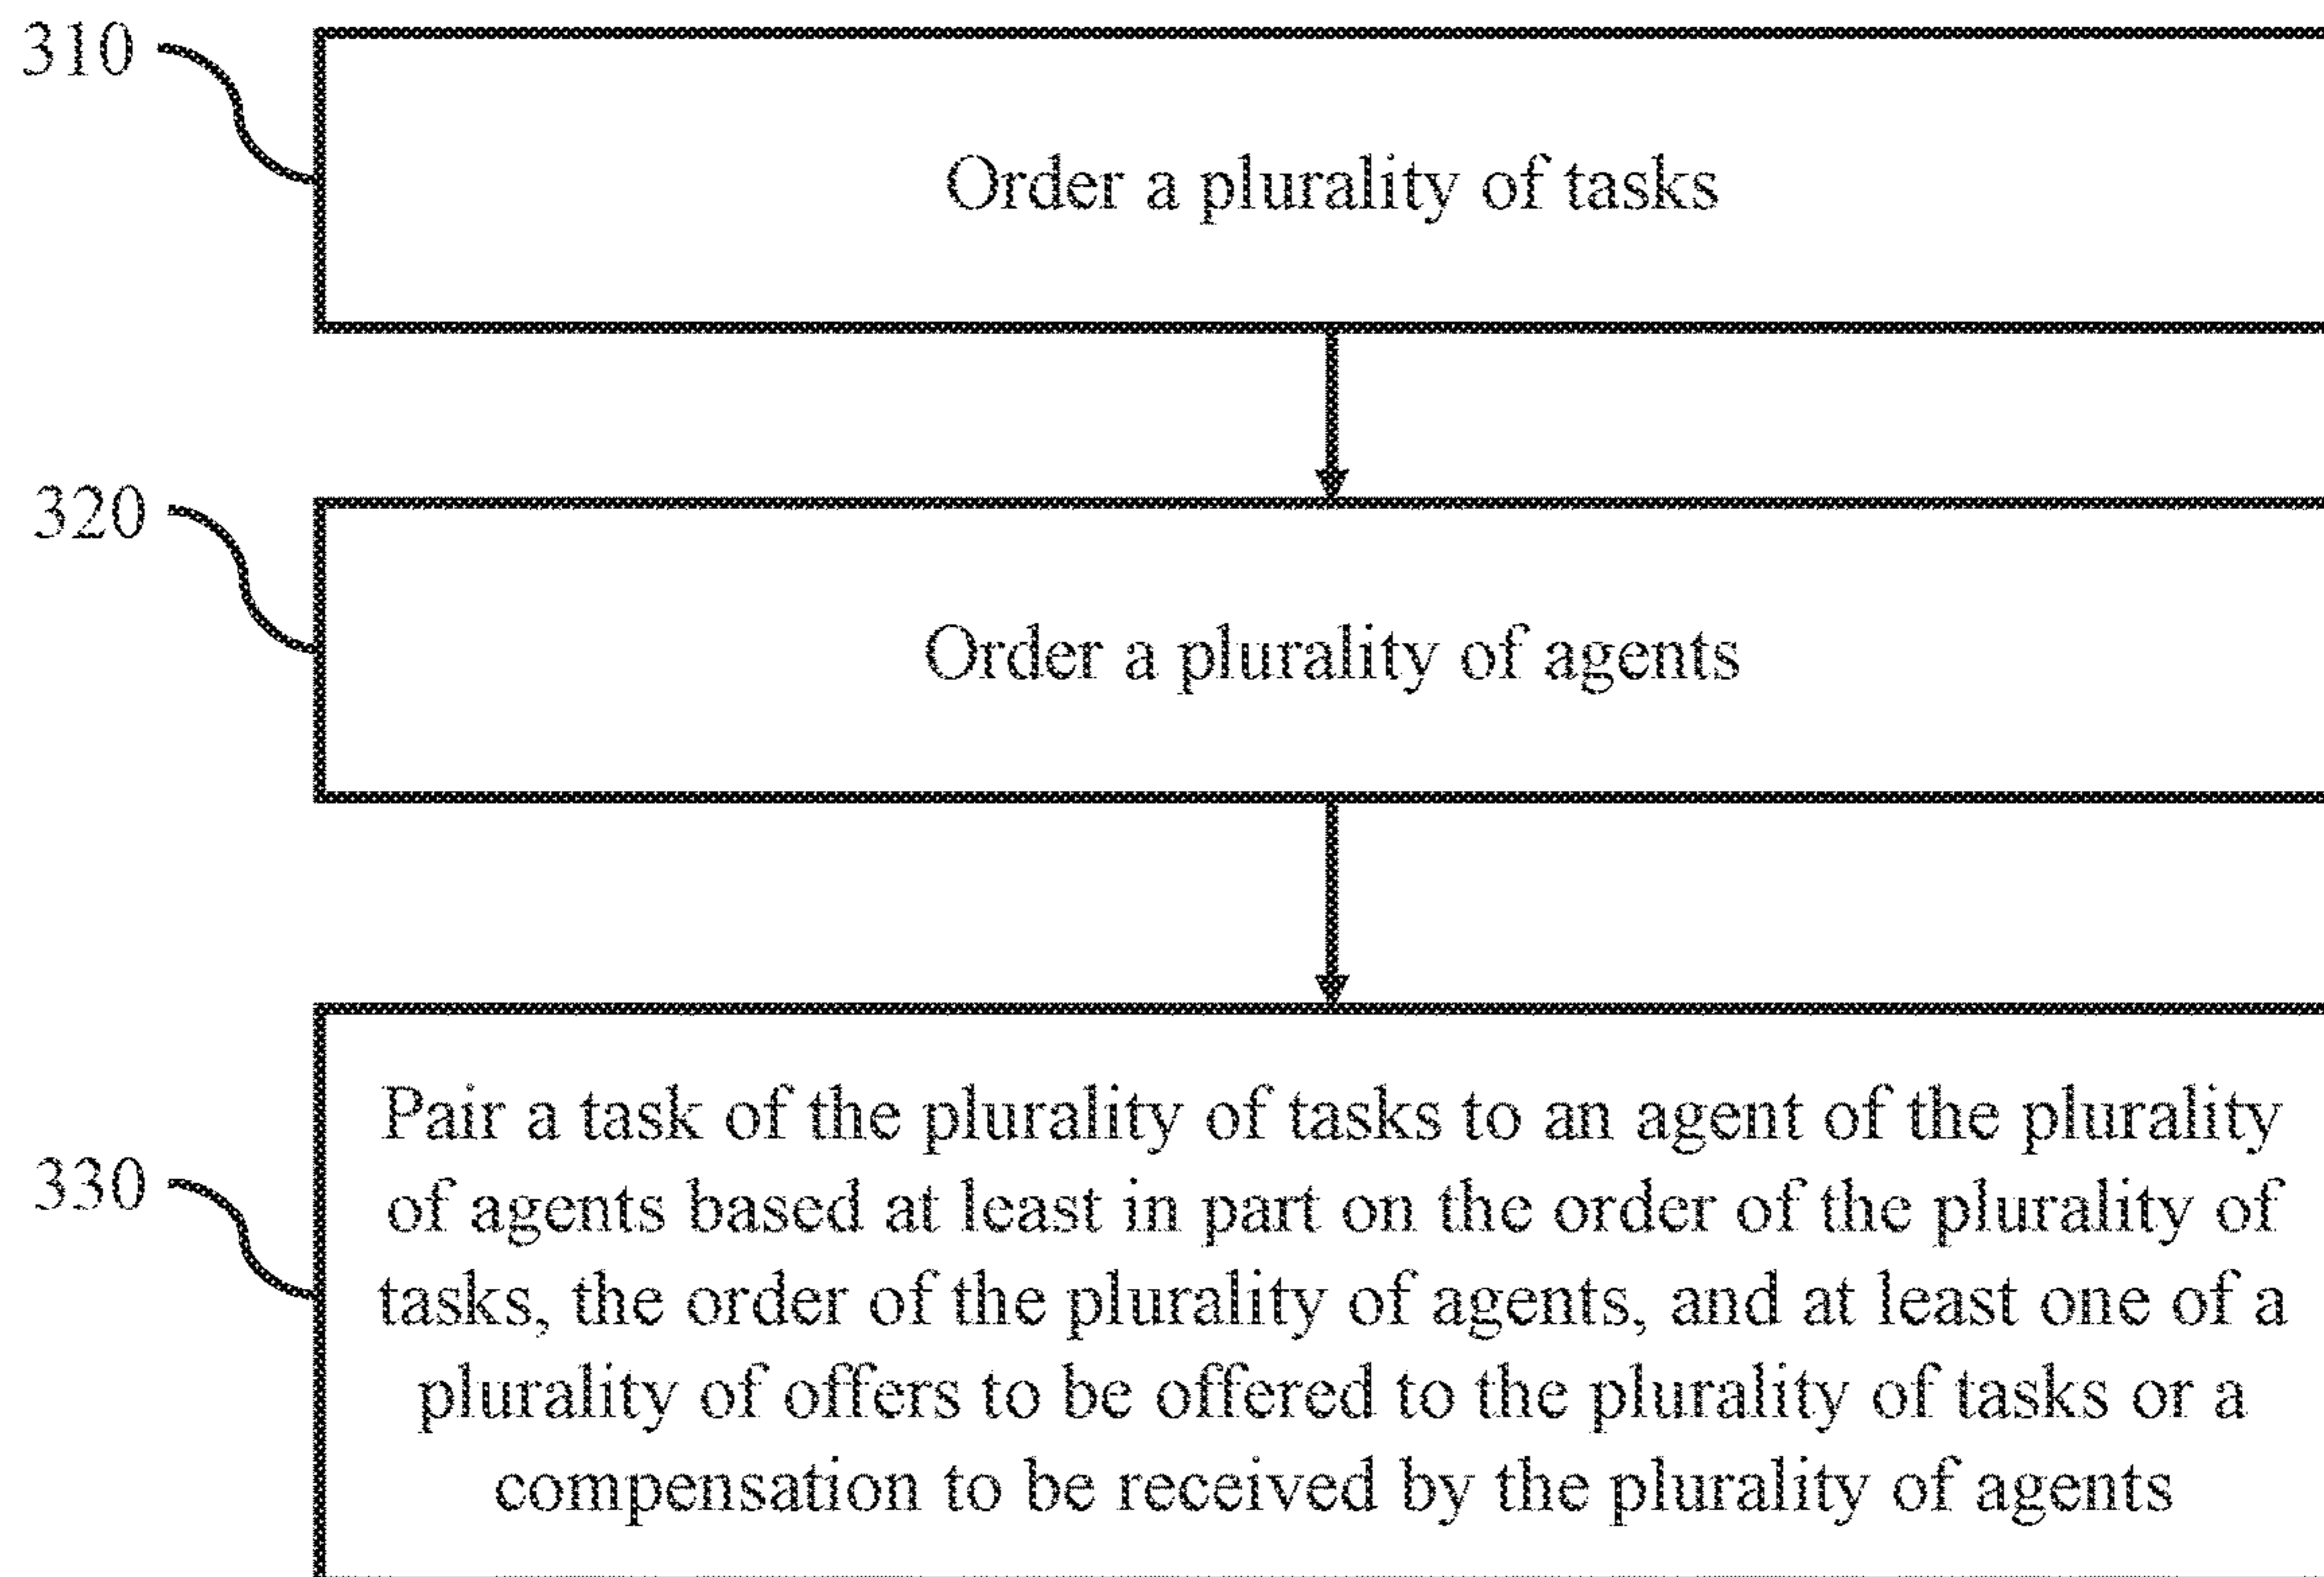 310
Order a plurality of tasks
320
Order a plurality of agents
330
Pair a task of the plurality of tasks to an agent of the plurality
of agents based at least in part on the order of the plurality of
tasks, the order of the plurality of agents, and at least one of a
plurality of offers to be offered to the plurality of tasks or a
compensation to be received by the plurality of agents